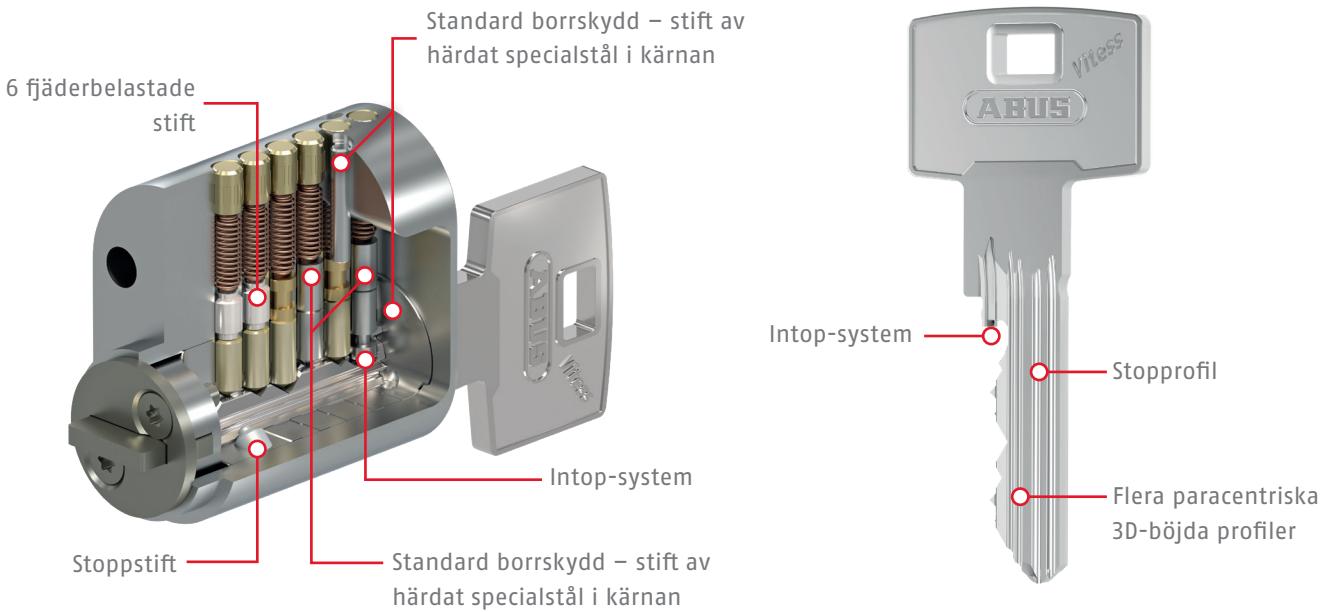 Standard borrskydd – stift av
härdat specialstål i kärnan
6 fjäderbelastade
stift
ABUS
Vitess
Intop-system
Stoppstift
Standard borrskydd – stift av
härdat specialstål i kärnan
Vitess
ABUS
Intop-system
Stopprofil
Flera paracentriska
3D-böjda profiler